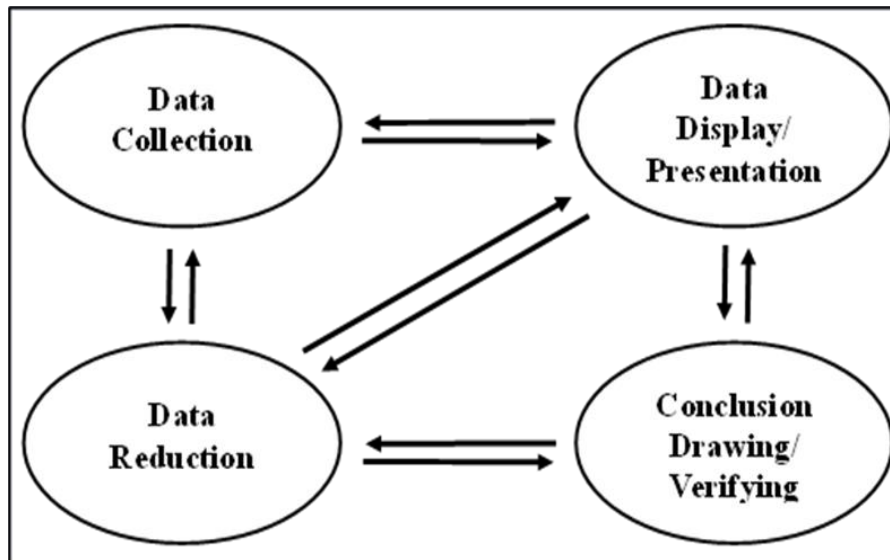 Data
Collection
Data
Display/
Presentation
Data
Reduction
Conclusion
Drawing/
Verifying